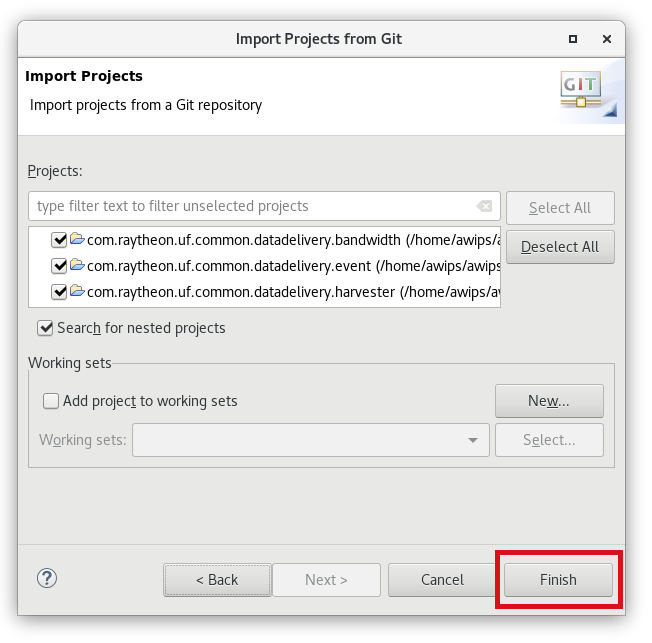 Import Projects from Git
Import Projects
Import projects from a Git repository
GIT
Projects:
type filter text to filter unselected projects
Select All
com.raytheon.uf.common.datadelivery.bandwidth (/home/awips/a
Deselect All
com.raytheon.uf.common.datadelivery.event (/home/awips/awips
com.raytheon.uf.common.datadelivery.harvester (/home/awips/aw
Search for nested projects
Working sets
Add project to working sets
New...
Working sets:
Select...
?
< Back
Next >
Cancel
Finish